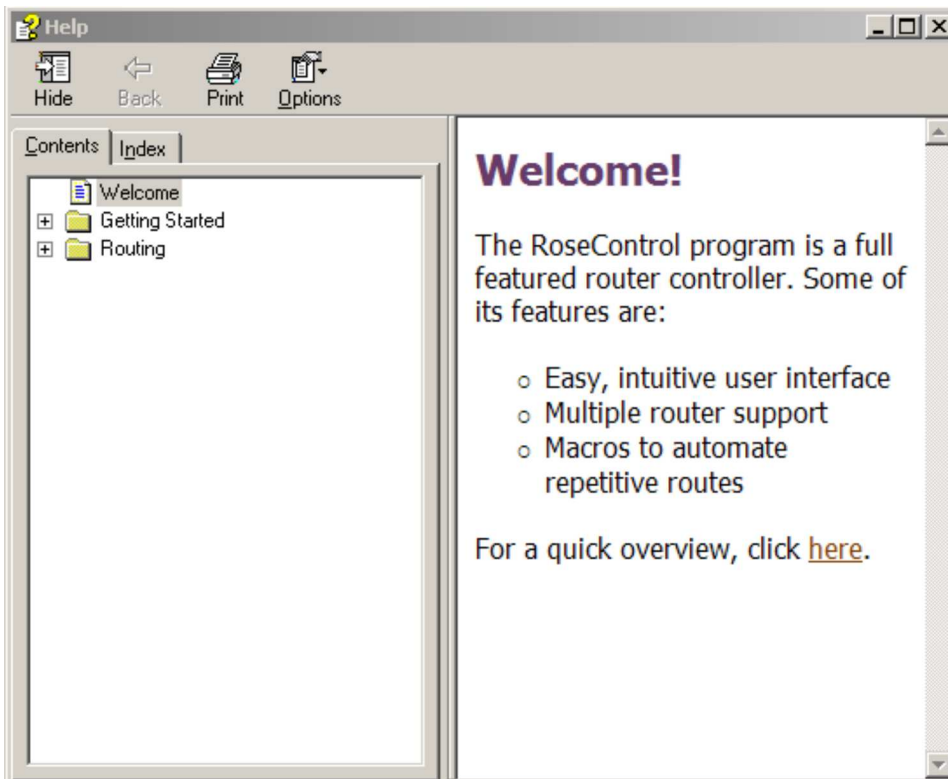 Help
Hide Back Print Options
Contents Index
Welcome
Getting Started
Routing
Welcome!
The RoseControl program is a full
featured router controller. Some of
its features are:
o Easy, intuitive user interface
o Multiple router support
o Macros to automate
repetitive routes
For a quick overview, click here.